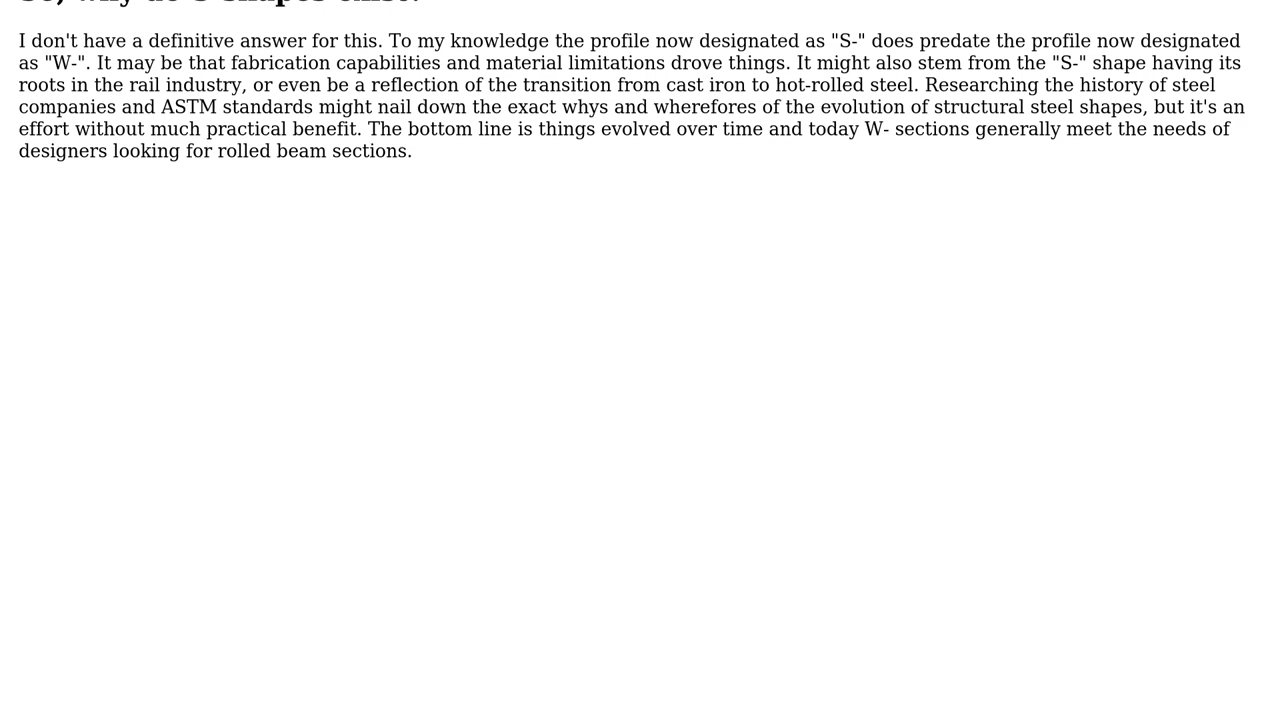 So, why do S-shapes exist?
I don't have a definitive answer for this. To my knowledge the profile now designated as "S-" does predate the profile now designated
as "W-". It may be that fabrication capabilities and material limitations drove things. It might also stem from the "S-" shape having its
roots in the rail industry, or even be a reflection of the transition from cast iron to hot-rolled steel. Researching the history of steel
companies and ASTM standards might nail down the exact whys and wherefores of the evolution of structural steel shapes, but it's an
effort without much practical benefit. The bottom line is things evolved over time and today W- sections generally meet the needs of
designers looking for rolled beam sections.